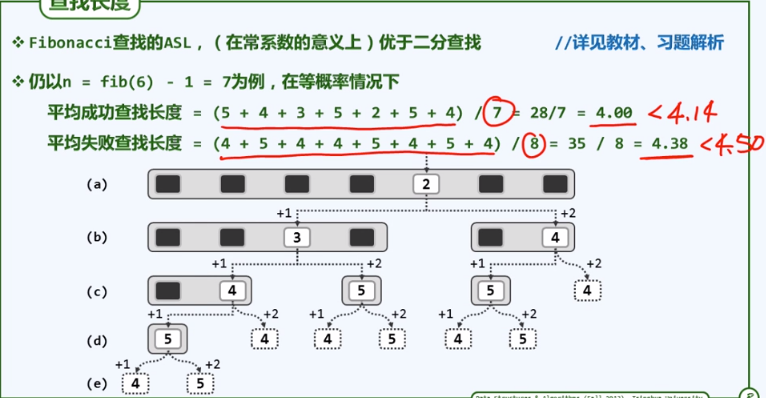 查找长度
❖ Fibonacci查找的ASL，（在常系数的意义上）优于二分查找 //详见教材、习题解析
❖ 仍以n = fib(6) - 1 = 7为例，在等概率情况下
平均成功查找长度 = (5 + 4 + 3 + 5 + 2 + 5 + 4) / 7 = 28/7 = 4.00 <4.14
平均失败查找长度 = (4 + 5 + 4 + 4 + 5 + 4 + 5 + 4) / 8 = 35 / 8 = 4.38 <4.50
(a) 2
+1 +2
(b) 3 4
+1 +2 +1 +2
(c) 4 5 5 4
+1 +2 +1 +2 +1 +2
(d) 5 4 4 5 4 5
+1 +2
(e) 4 5